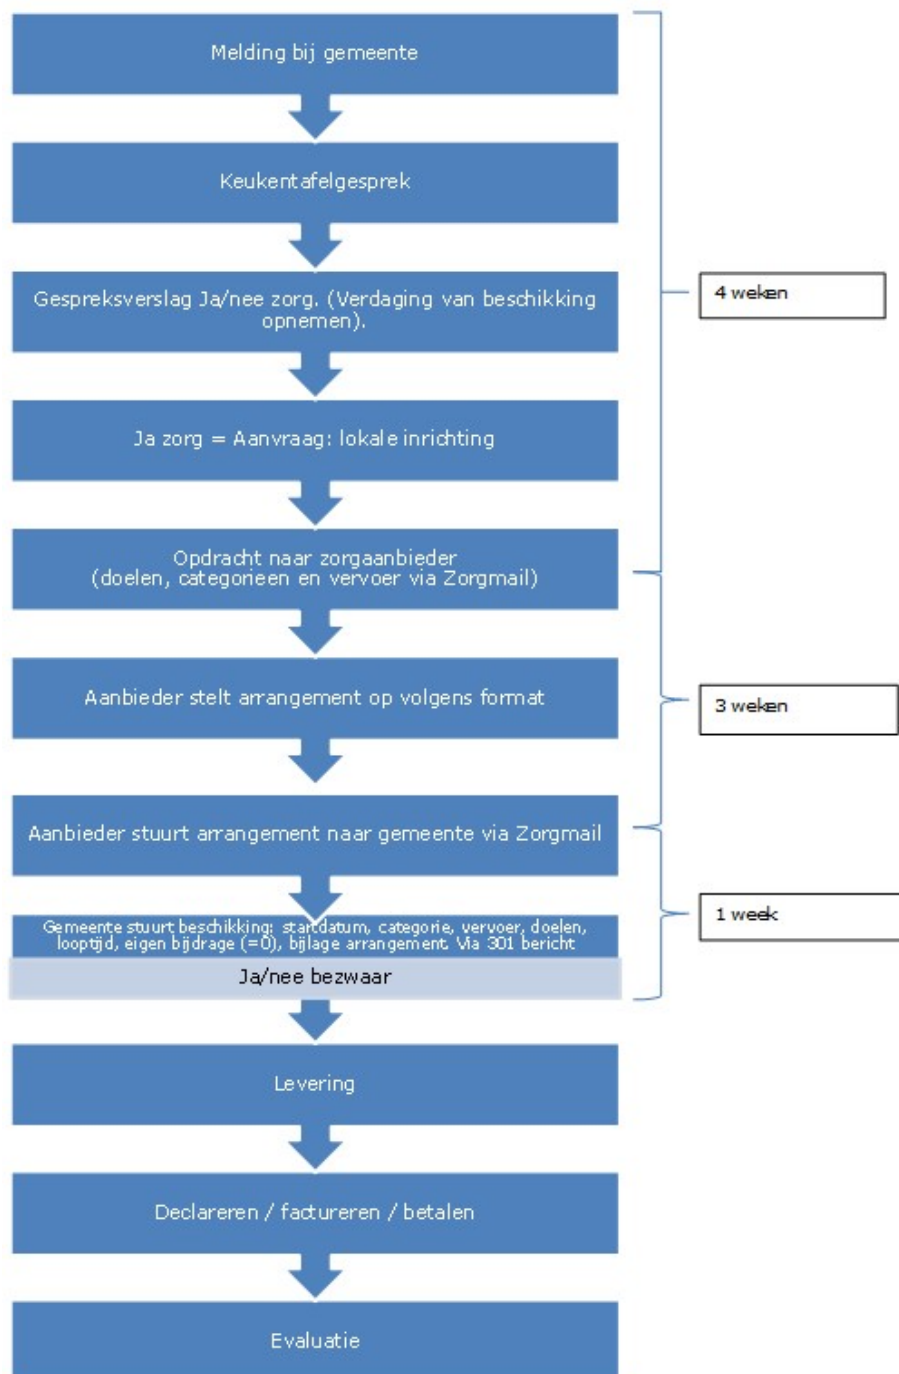 Melding bij gemeente
Keukentafelgesprek
Gespreksverslag Ja/nee zorg. (Verdaging van beschikking
opnemen).
4 weken
Ja zorg = Aanvraag: lokale inrichting
Opdracht naar zorgaanbieder
(doelen, categorieen en vervoer via Zorgmail)
Aanbieder stelt arrangement op volgens format
3 weken
Aanbieder stuurt arrangement naar gemeente via Zorgmail
Gemeente stuurt beschikking: startdatum, categorie, vervoer, doelen,
looptijd, eigen bijdrage (=0), bijlage arrangement. Via 301 bericht
1 week
Ja/nee bezwaar
Levering
Declareren / factureren / betalen
Evaluatie